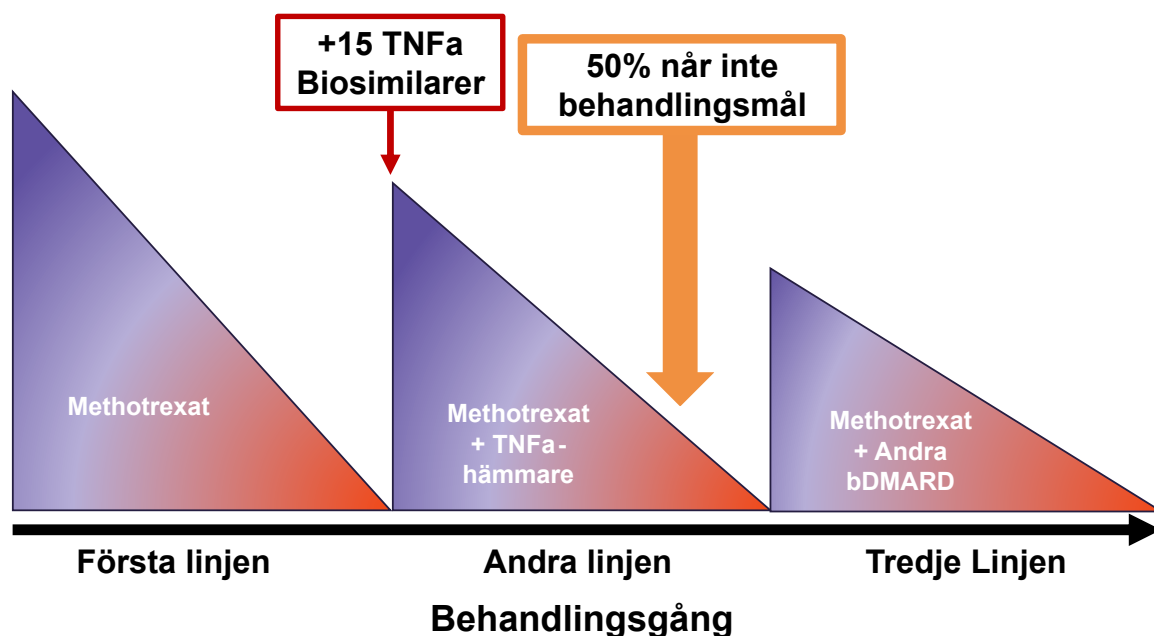 +15 TNFa
Biosimilarer
50% når inte
behandlingsmål
Methotrexat
Methotrexat
+ TNFa-
hämmare
Methotrexat
+ Andra
bDMARD
Första linjen
Andra linjen
Tredje Linjen
Behandlingsgång